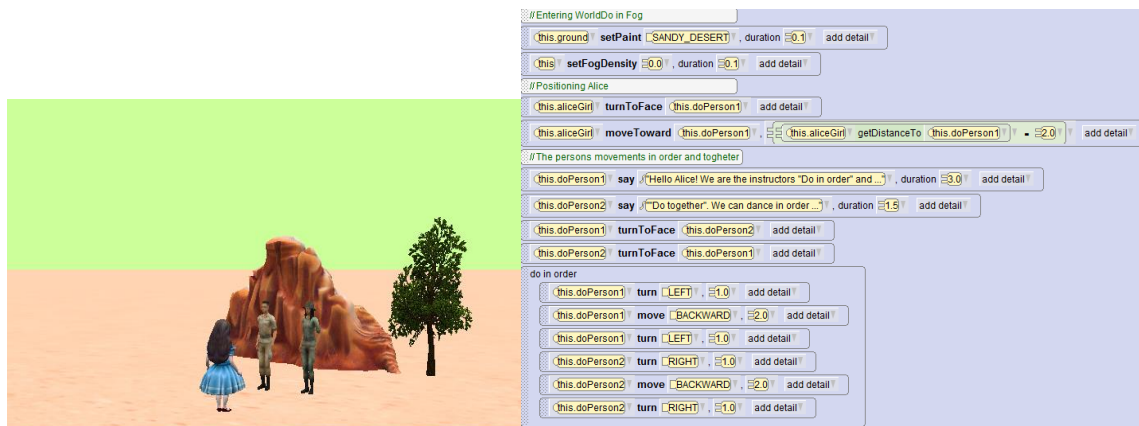 //Entering WorldDo in Fog
this.ground setPaint SANDY_DESERT , duration 0.1 add detail
this setFogDensity 0.0 , duration 0.1 add detail
//Positioning Alice
this.aliceGirl turnToFace this.doPerson1 add detail
this.aliceGirl moveToward this.doPerson1 , this.aliceGirl getDistanceTo this.doPerson1 - 2.0 add detail
//The persons movements in order and togheter
this.doPerson1 say "Hello Alice! We are the instructors "Do in order" and ..." , duration 3.0 add detail
this.doPerson2 say ""Do together". We can dance in order ..." , duration 1.5 add detail
this.doPerson1 turnToFace this.doPerson2 add detail
this.doPerson2 turnToFace this.doPerson1 add detail
do in order
this.doPerson1 turn LEFT , 1.0 add detail
this.doPerson1 move BACKWARD , 2.0 add detail
this.doPerson1 turn LEFT , 1.0 add detail
this.doPerson2 turn RIGHT , 1.0 add detail
this.doPerson2 move BACKWARD , 2.0 add detail
this.doPerson2 turn RIGHT , 1.0 add detail